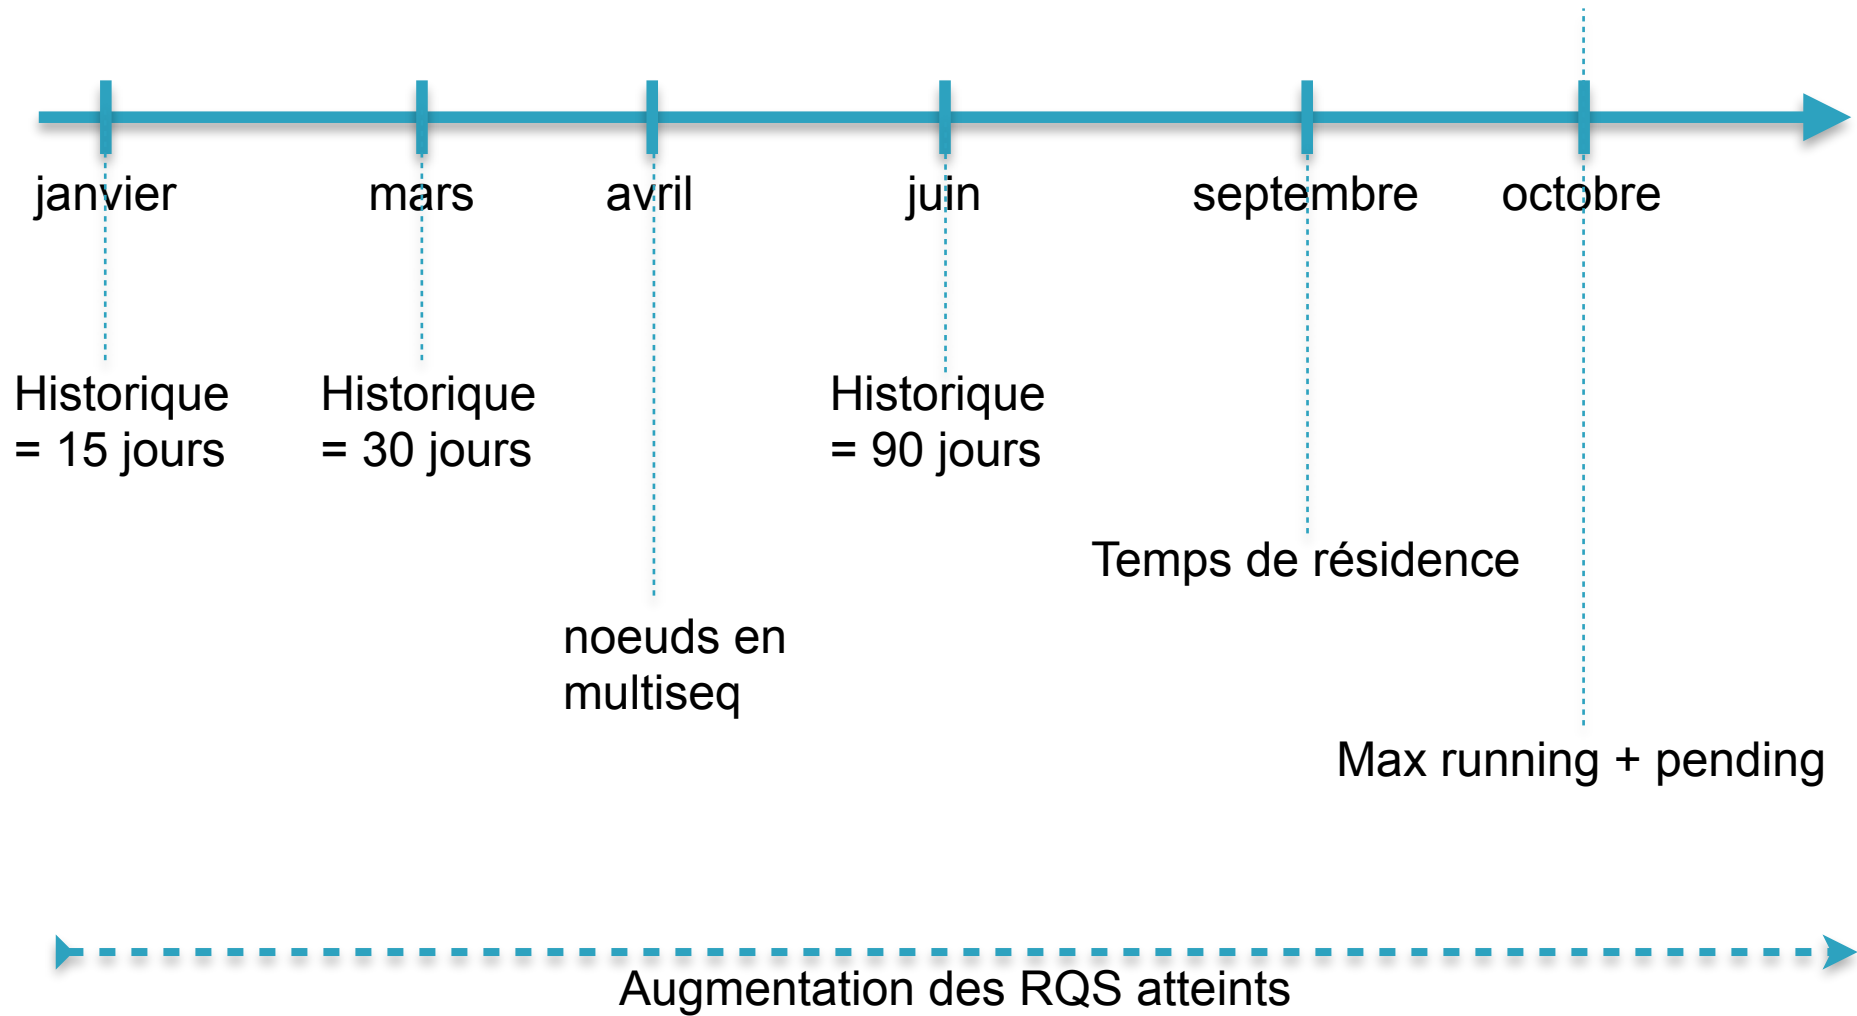 janvier
mars
avril
juin
septembre
octobre
Historique
= 15 jours
Historique
= 30 jours
Historique
= 90 jours
Temps de résidence
noeuds en
multiseq
Max running + pending
Augmentation des RQS atteints